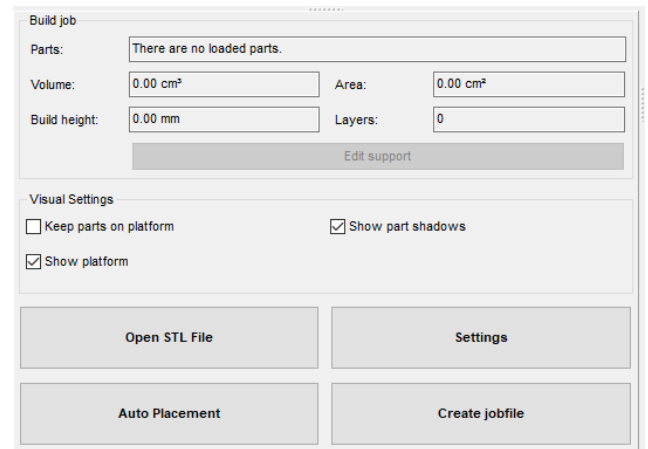 Build job
Parts: There are no loaded parts.
Volume: 0.00 cm³ Area: 0.00 cm²
Build height: 0.00 mm Layers: 0
Edit support
Visual Settings
Keep parts on platform Show part shadows
Show platform
Open STL File Settings
Auto Placement Create jobfile